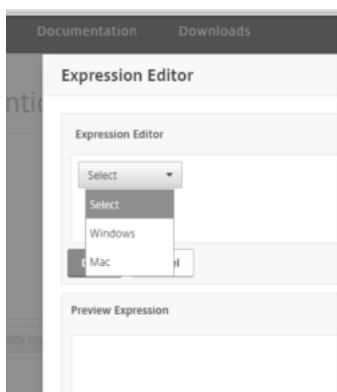 Documentation Downloads
Expression Editor
Expression Editor
Select
Select
Windows
Mac
Preview Expression